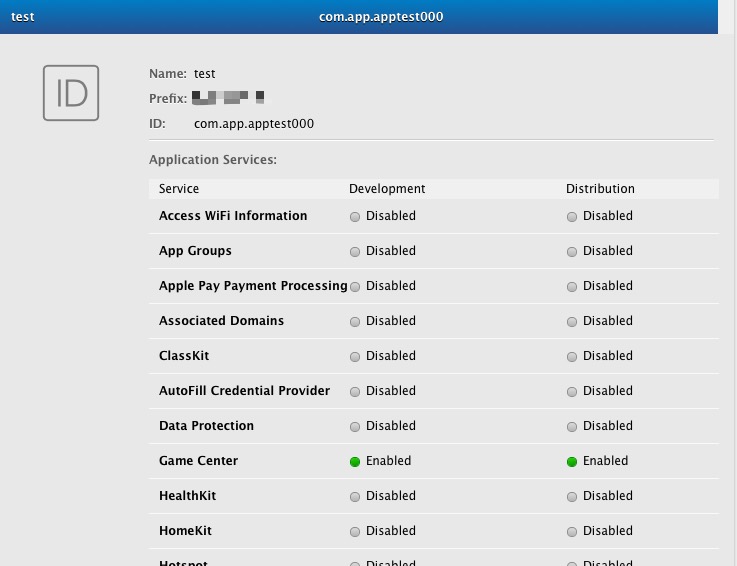 test com.app.apptest000
ID
Name: test
Prefix:
ID: com.app.apptest000
Application Services:
Service Development Distribution
Access WiFi Information Disabled Disabled
App Groups Disabled Disabled
Apple Pay Payment Processing Disabled Disabled
Associated Domains Disabled Disabled
ClassKit Disabled Disabled
AutoFill Credential Provider Disabled Disabled
Data Protection Disabled Disabled
Game Center Enabled Enabled
HealthKit Disabled Disabled
HomeKit Disabled Disabled
Hotspot Disabled Disabled